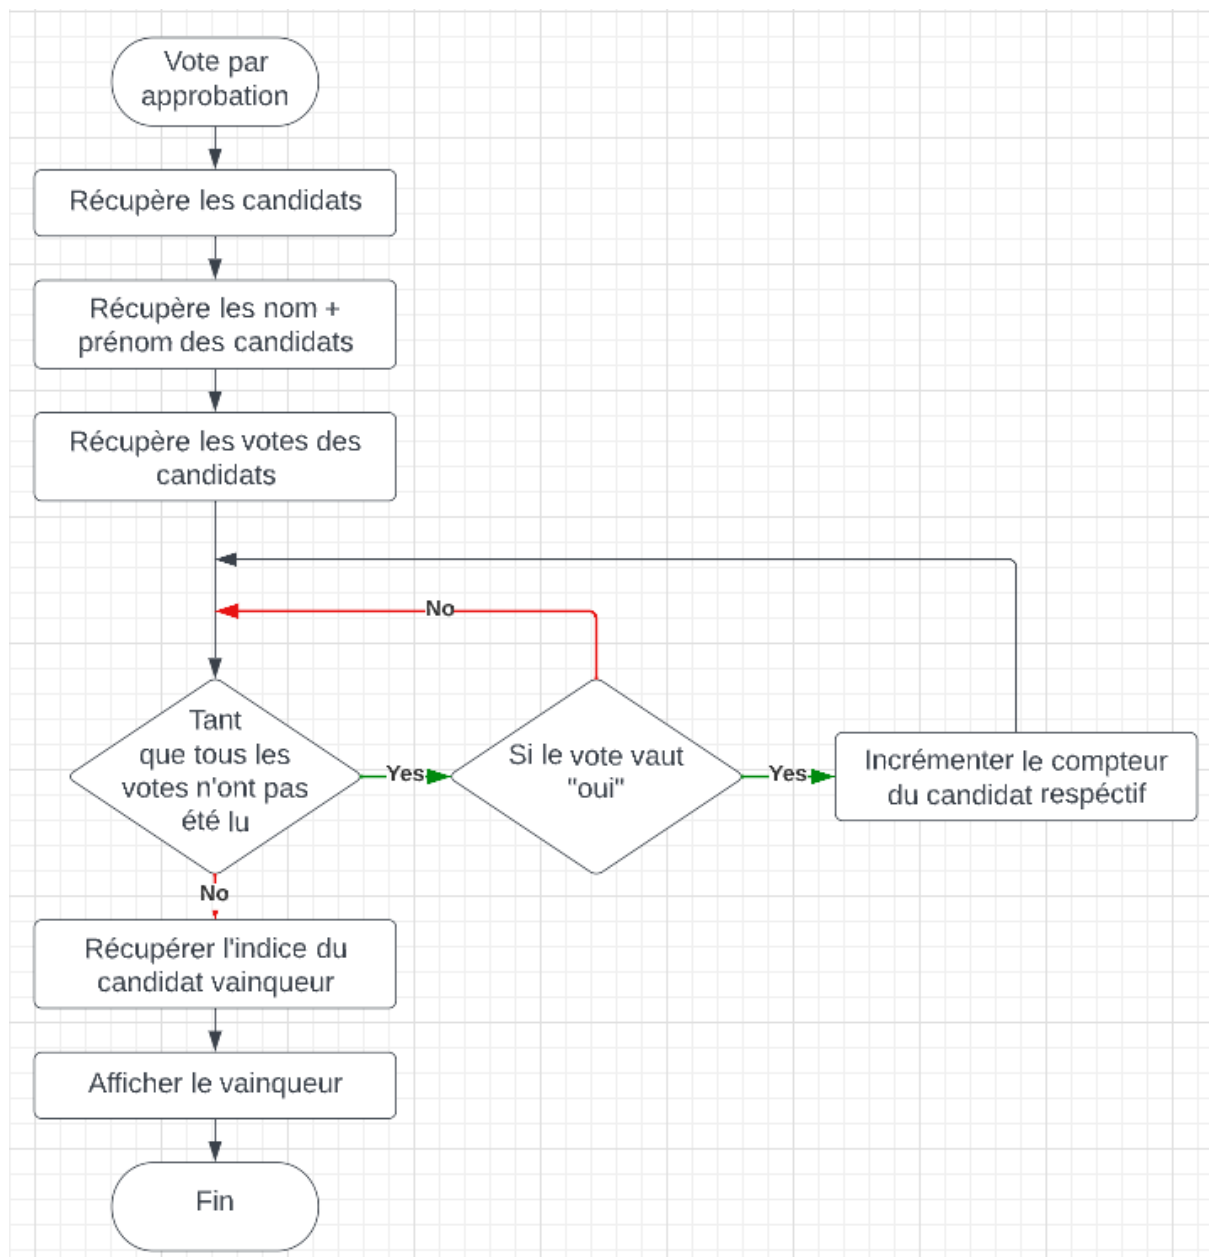 Vote par
approbation
Récupère les candidats
Récupère les nom +
prénom des candidats
Récupère les votes des
candidats
No
Tant
que tous les
votes n'ont pas
été lu
Yes
Si le vote vaut
"oui"
Yes
Incrémenter le compteur
du candidat respéctif
No
Récupérer l'indice du
candidat vainqueur
Afficher le vainqueur
Fin